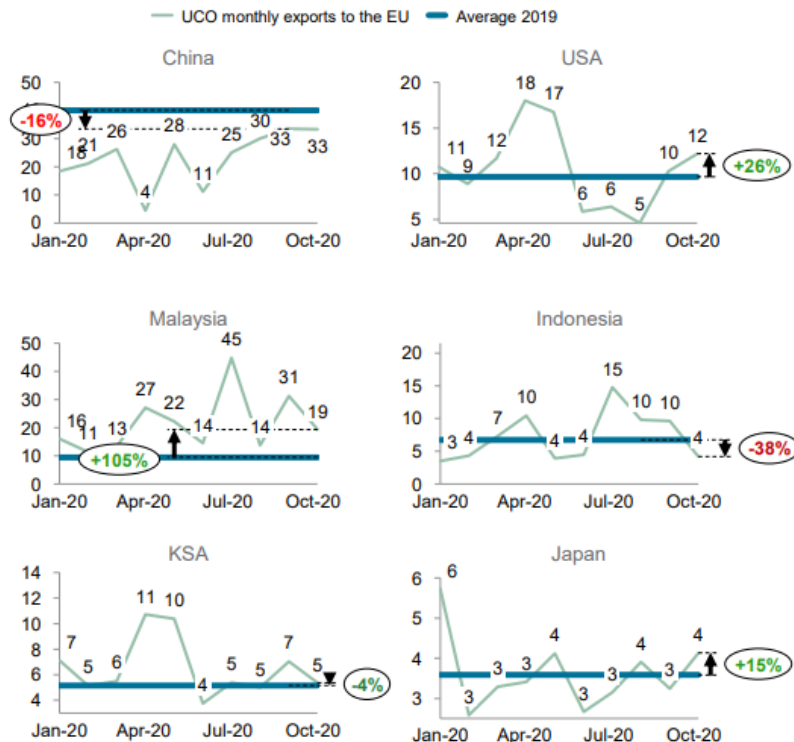 UCO monthly exports to the EU Average 2019
China
50
-16%
30
20
10
0
18 21 26 4 28 11 25 30 33 33
Jan-20 Apr-20 Jul-20 Oct-20
USA
20
15
10
5
11 9 12 18 17 6 6 5 10 12
+26%
Jan-20 Apr-20 Jul-20 Oct-20
Malaysia
50
40
30
20
10
0
16 11 13 27 22 14 45 14 31 19
+105%
Jan-20 Apr-20 Jul-20 Oct-20
Indonesia
20
15
10
5
0
3 4 7 10 4 4 15 10 10 4
-38%
Jan-20 Apr-20 Jul-20 Oct-20
KSA
14
12
10
8
6
4
7 5 6 11 10 4 5 5 7 5
-4%
Jan-20 Apr-20 Jul-20 Oct-20
Japan
6
5
4
3
6 3 3 3 4 3 3 4 3 4
+15%
Jan-20 Apr-20 Jul-20 Oct-20